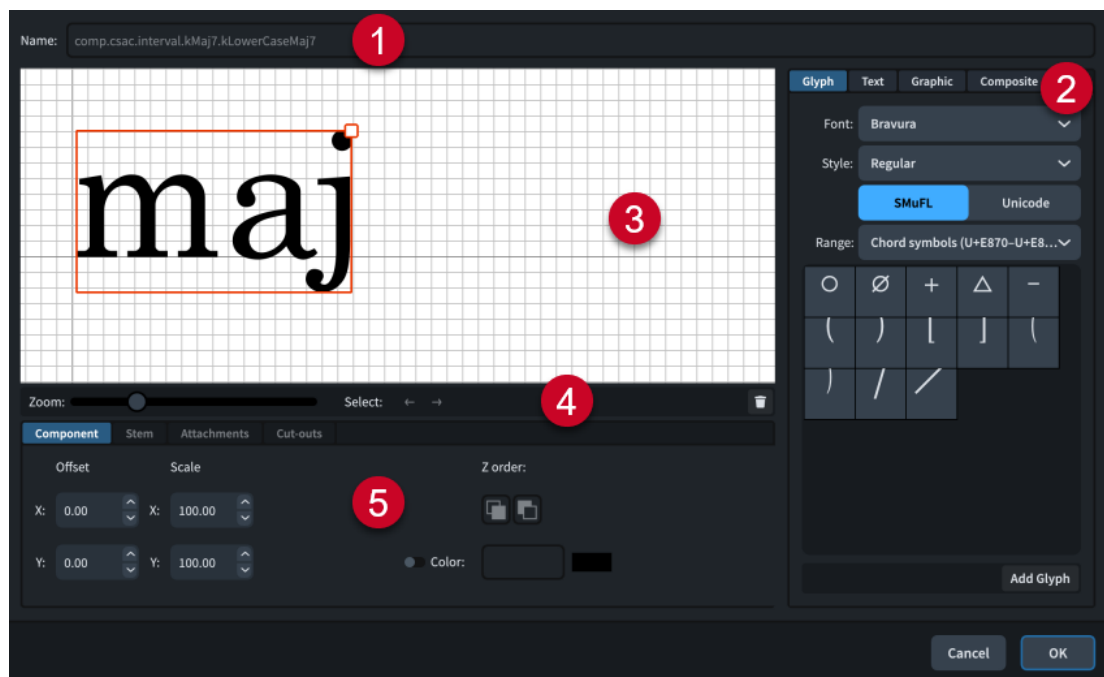 Name: comp.csac.interval.kMaj7.kLowerCaseMaj7
1
Glyph Text Graphic Composite
2
Font: Bravura
Style: Regular
SMuFL Unicode
Range: Chord symbols (U+E870–U+E8...
maj
3
Zoom: Select: ← →
4
Component Stem Attachments Cut-outs
Offset Scale Z order:
X: 0.00 X: 100.00
5
Y: 0.00 Y: 100.00 Color:
Add Glyph
Cancel OK